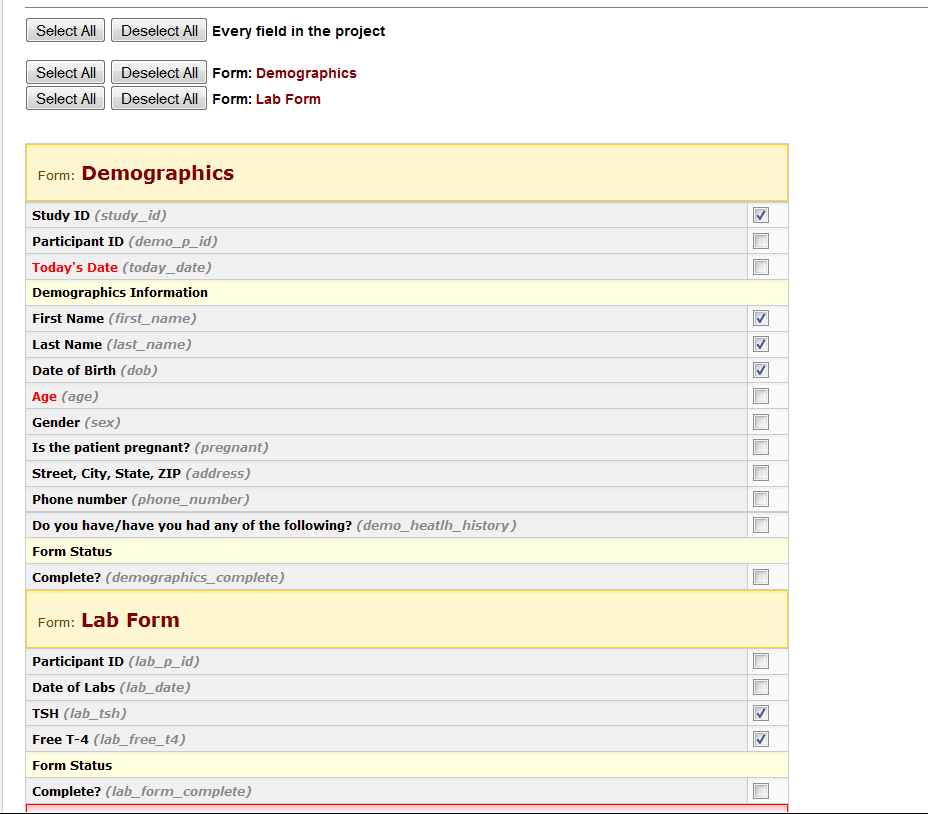 Select All Deselect All Every field in the project
Select All Deselect All Form: Demographics
Select All Deselect All Form: Lab Form
Form: Demographics
Study ID (study_id)
Participant ID (demo_p_id)
Today's Date (today_date)
Demographics Information
First Name (first_name)
Last Name (last_name)
Date of Birth (dob)
Age (age)
Gender (sex)
Is the patient pregnant? (pregnant)
Street, City, State, ZIP (address)
Phone number (phone_number)
Do you have/have you had any of the following? (demo_heatlh_history)
Form Status
Complete? (demographics_complete)
Form: Lab Form
Participant ID (lab_p_id)
Date of Labs (lab_date)
TSH (lab_tsh)
Free T-4 (lab_free_t4)
Form Status
Complete? (lab_form_complete)